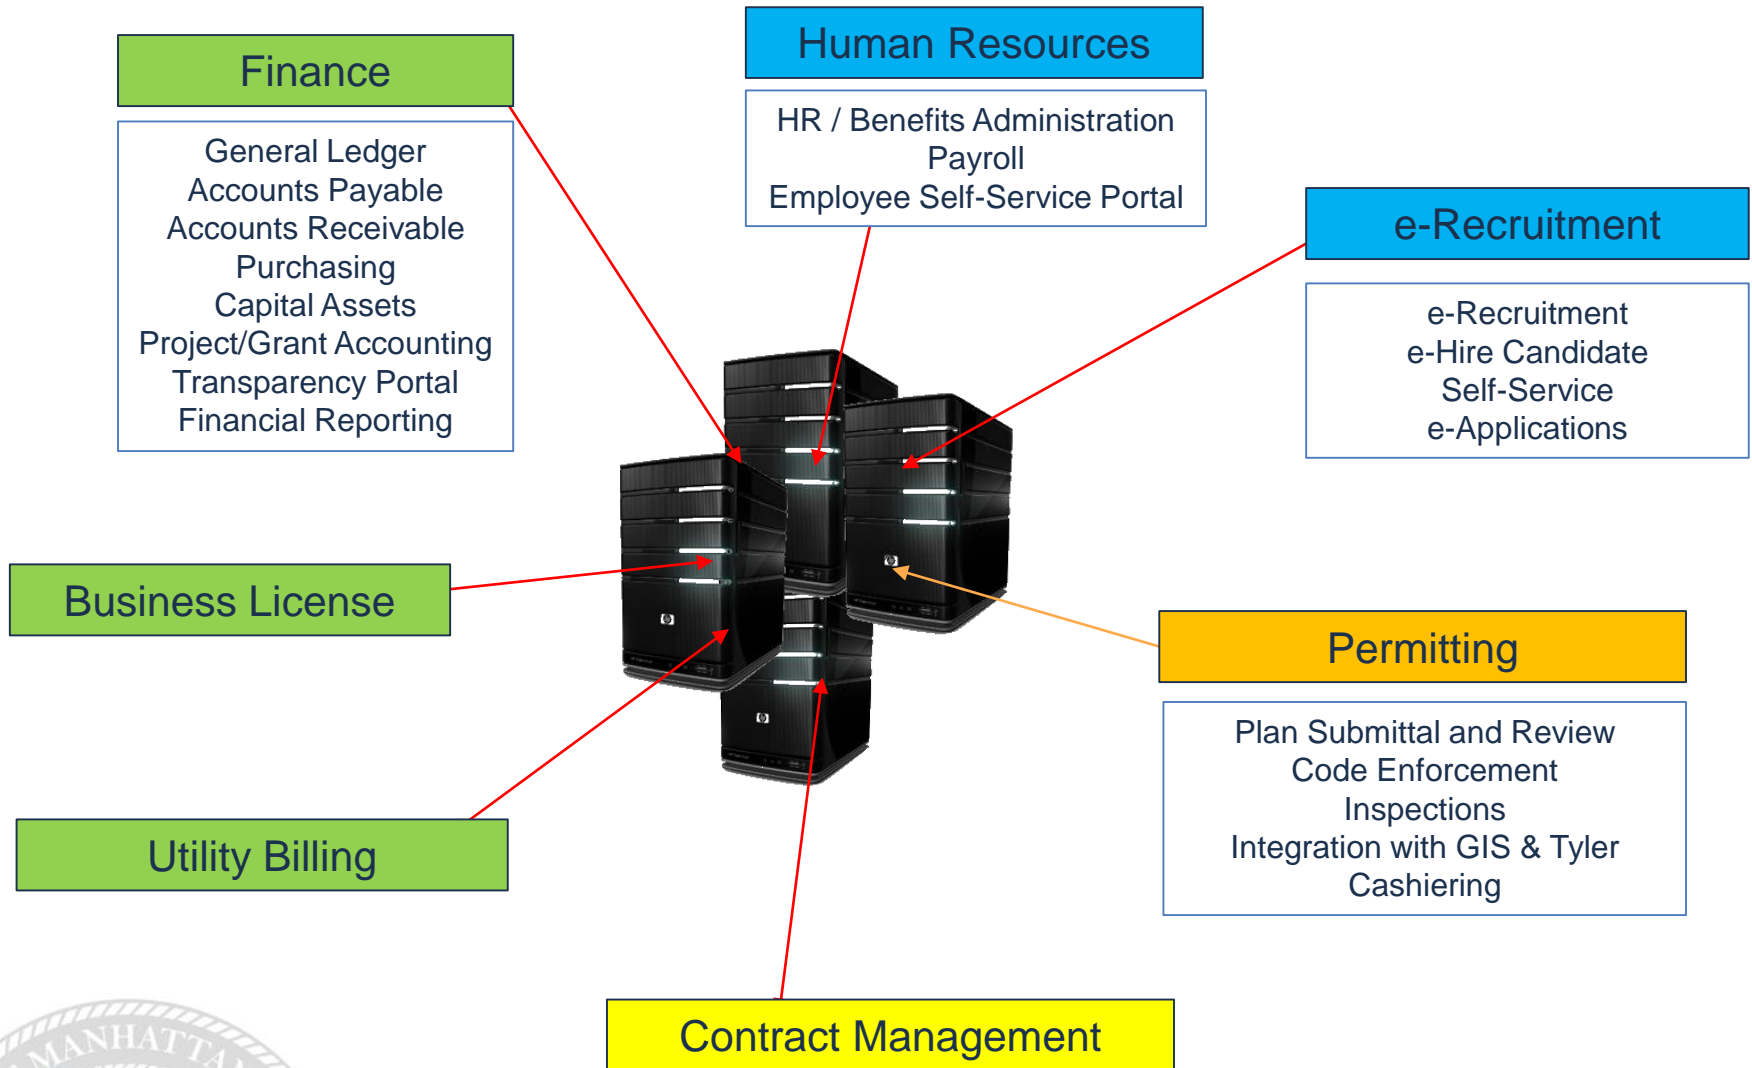 Human Resources
HR / Benefits Administration
Payroll
Employee Self-Service Portal
Finance
General Ledger
Accounts Payable
Accounts Receivable
Purchasing
Capital Assets
Project/Grant Accounting
Transparency Portal
Financial Reporting
e-Recruitment
e-Recruitment
e-Hire Candidate
Self-Service
e-Applications
Business License
Permitting
Plan Submittal and Review
Code Enforcement
Inspections
Integration with GIS & Tyler
Cashiering
Utility Billing
Contract Management